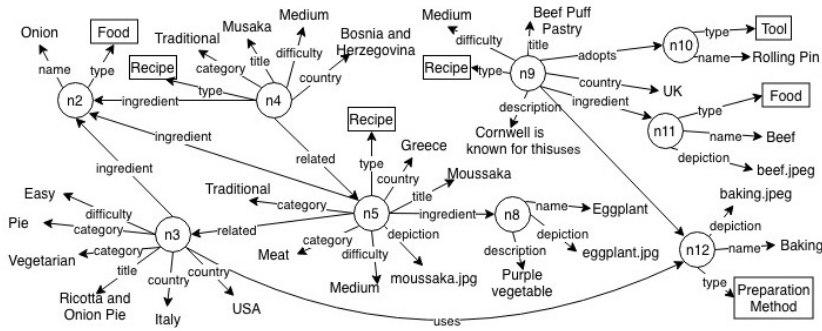 Onion
Food
name
type
n2
Traditional
Musaka
Medium
Bosnia and
Herzegovina
Recipe
category
title
difficulty
country
type
ingredient
n4
ingredient
ingredient
related
Medium
Beef Puff
Pastry
difficulty
title
Recipe
type
n9
adopts
n10
type
Tool
name
Rolling Pin
country
UK
ingredient
description
Cornwell is
known for thisuses
n11
type
Food
name
Beef
depiction
beef.jpeg
Recipe
type
Greece
country
title
Moussaka
Traditional
category
n5
ingredient
n8
name
Eggplant
depiction
eggplant.jpg
description
Purple
vegetable
related
Meat
category
difficulty
Medium
depiction
moussaka.jpg
Easy
difficulty
Pie
category
n3
Vegetarian
category
title
Ricotta and
Onion Pie
country
Italy
country
USA
uses
n12
baking.jpeg
depiction
name
Baking
type
Preparation
Method